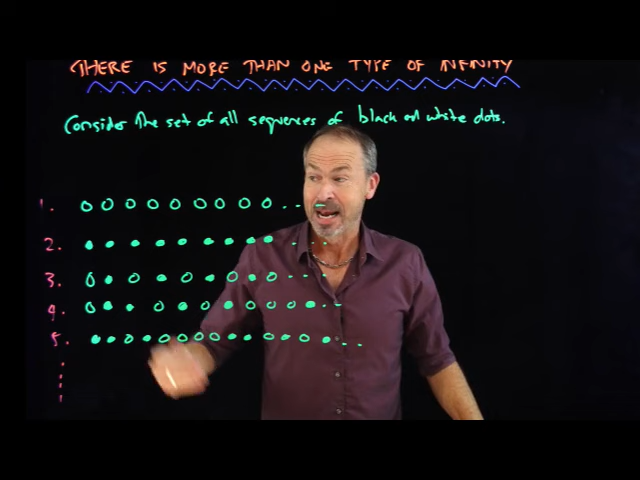 THERE IS MORE THAN ONE TYPE OF INFINITY
Consider the set of all sequences of black and white dots.
1.
2.
3.
4.
5.